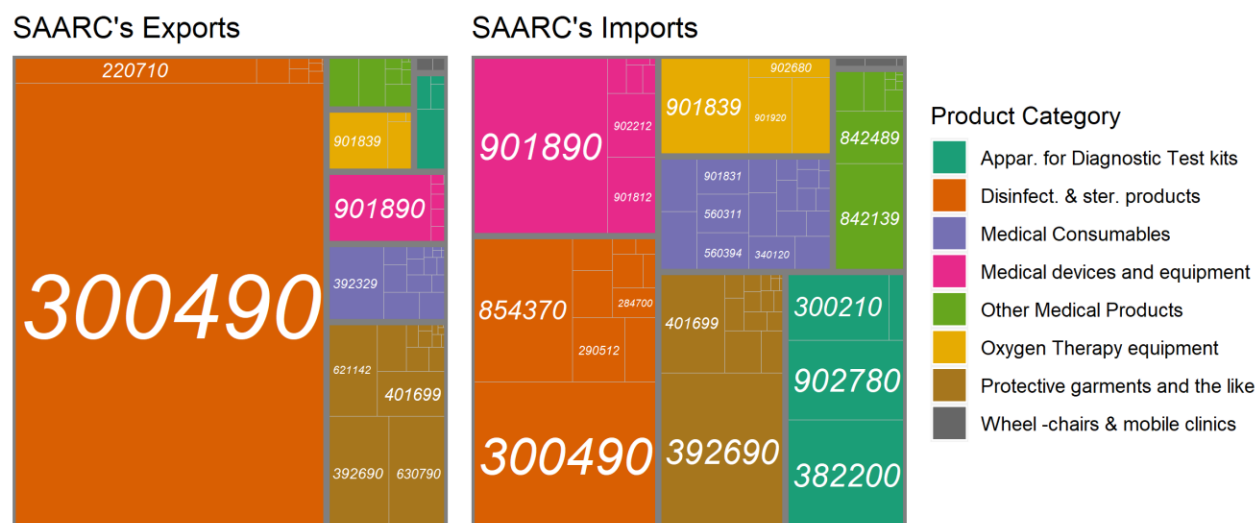 SAARC's Exports
220710
300490
901839
901890
392329
621142
401699
392690
630790
SAARC's Imports
901890
902212
901812
854370
284700
290512
300490
901839
902680
901920
901831
560311
560394
340120
842489
842139
401699
392690
300210
902780
382200
Product Category
Appar. for Diagnostic Test kits
Disinfect. & ster. products
Medical Consumables
Medical devices and equipment
Other Medical Products
Oxygen Therapy equipment
Protective garments and the like
Wheel -chairs & mobile clinics